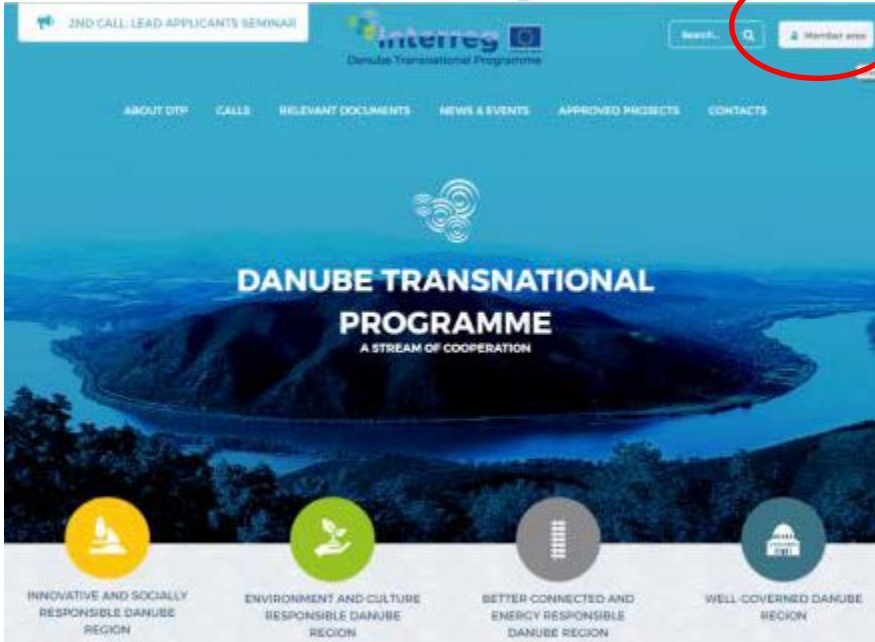 2ND CALL: LEAD APPLICANTS SEMINAR
Interreg
Danube Transnational Programme
Search...
Member area
ABOUT DTP CALLS RELEVANT DOCUMENTS NEWS & EVENTS APPROVED PROJECTS CONTACTS
DANUBE TRANSNATIONAL
PROGRAMME
A STREAM OF COOPERATION
INNOVATIVE AND SOCIALLY
RESPONSIBLE DANUBE
REGION
ENVIRONMENT AND CULTURE
RESPONSIBLE DANUBE
REGION
BETTER CONNECTED AND
ENERGY RESPONSIBLE
DANUBE REGION
WELL-GOVERNED DANUBE
REGION